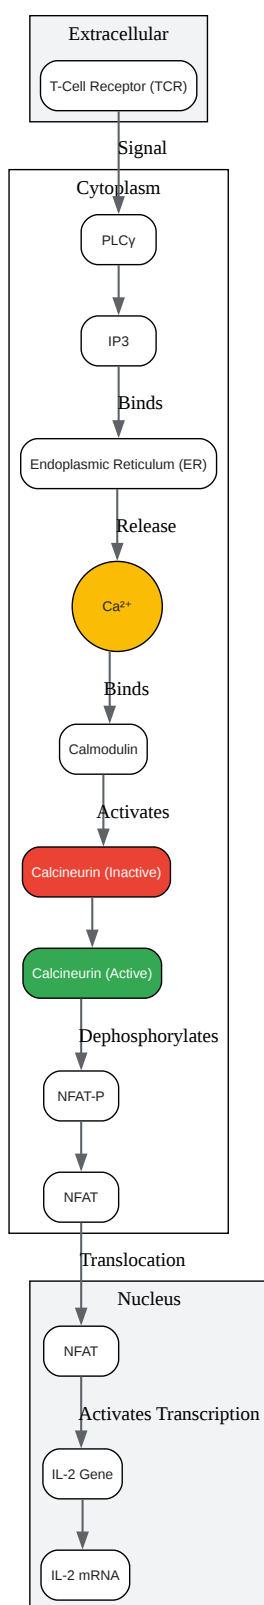 Extracellular
T-Cell Receptor (TCR)
Signal
Cytoplasm
PLCγ
IP3
Binds
Endoplasmic Reticulum (ER)
Release
Ca²⁺
Binds
Calmodulin
Activates
Calcineurin (Inactive)
Calcineurin (Active)
Dephosphorylates
NFAT-P
NFAT
Translocation
Nucleus
NFAT
Activates Transcription
IL-2 Gene
IL-2 mRNA